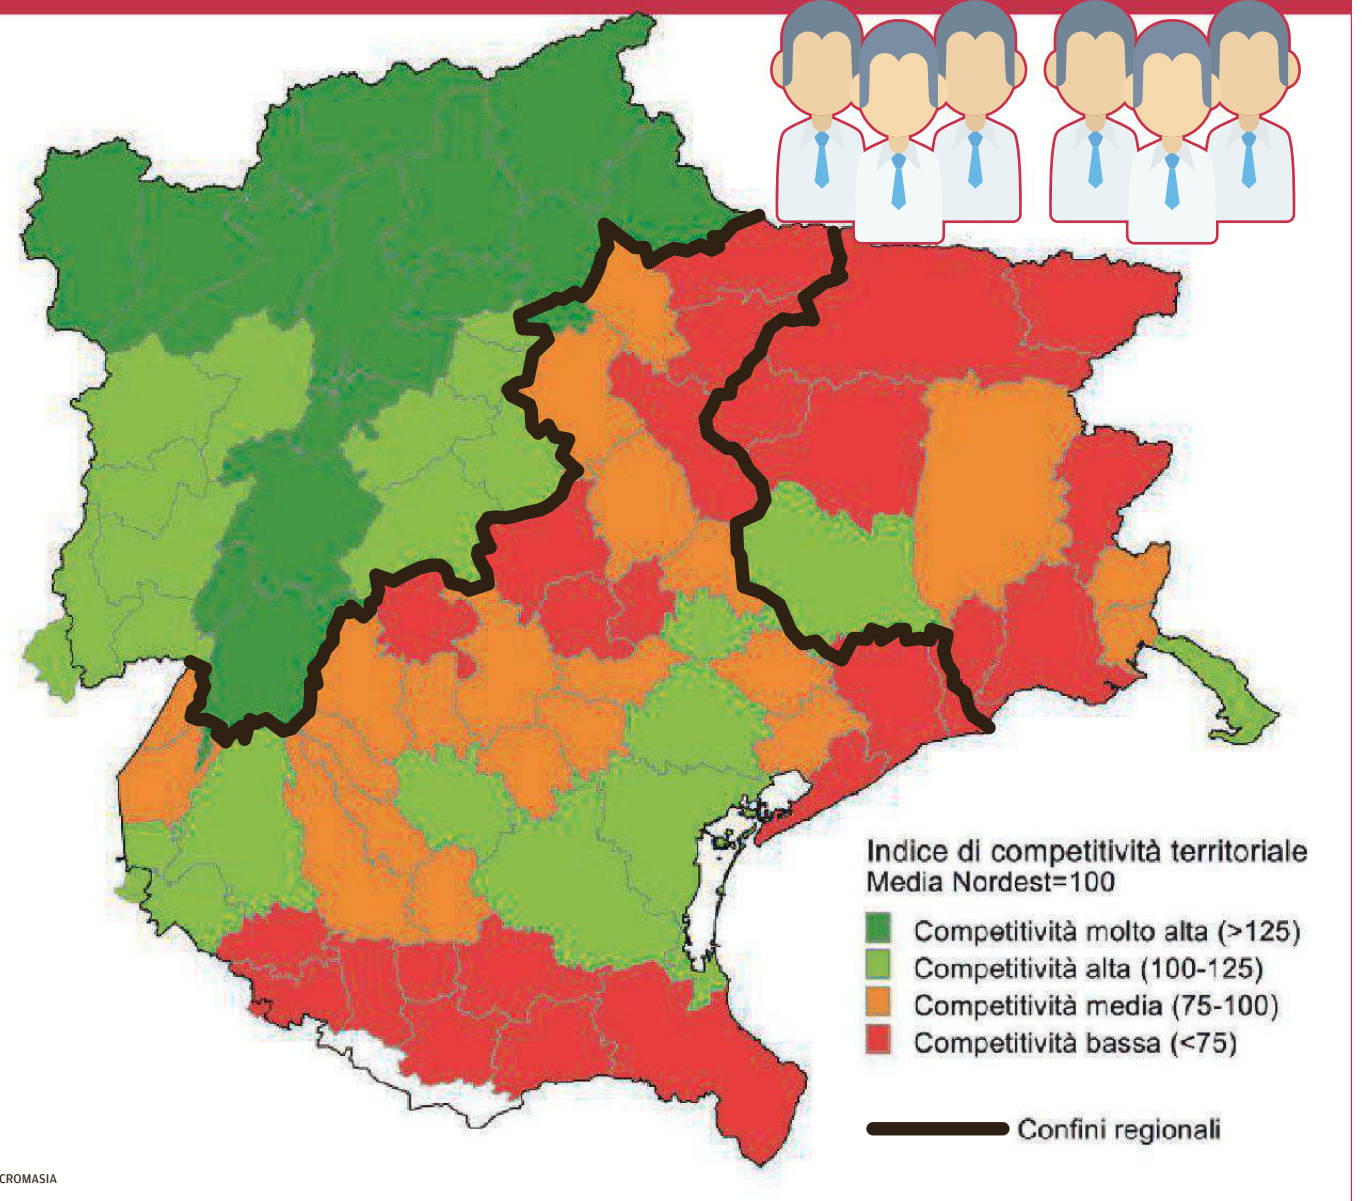 Indice di competitività territoriale
Media Nordest=100
Competitività molto alta (>125)
Competitività alta (100-125)
Competitività media (75-100)
Competitività bassa (<75)
Confini regionali
CROMASIA